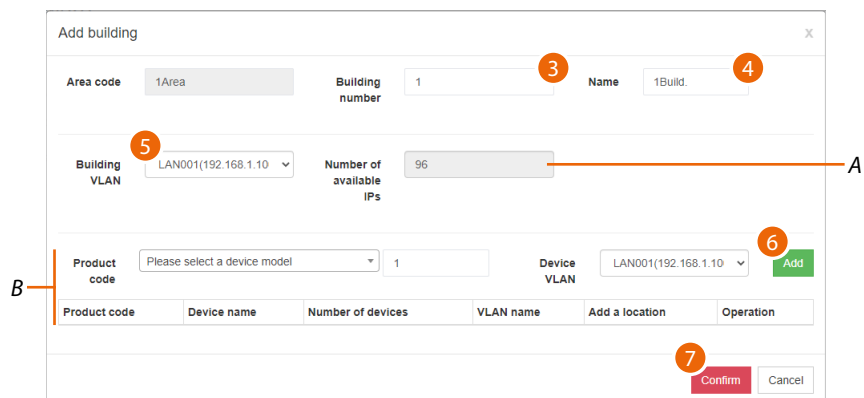 Add building
x
Area code
1Area
Building
number
1
3
Name
1Build.
4
5
Building
VLAN
LAN001(192.168.1.10
Number of
available
IPs
96
A
B
Product
code
Please select a device model
1
Device
VLAN
LAN001(192.168.1.10
6
Add
Product code
Device name
Number of devices
VLAN name
Add a location
Operation
7
Confirm
Cancel